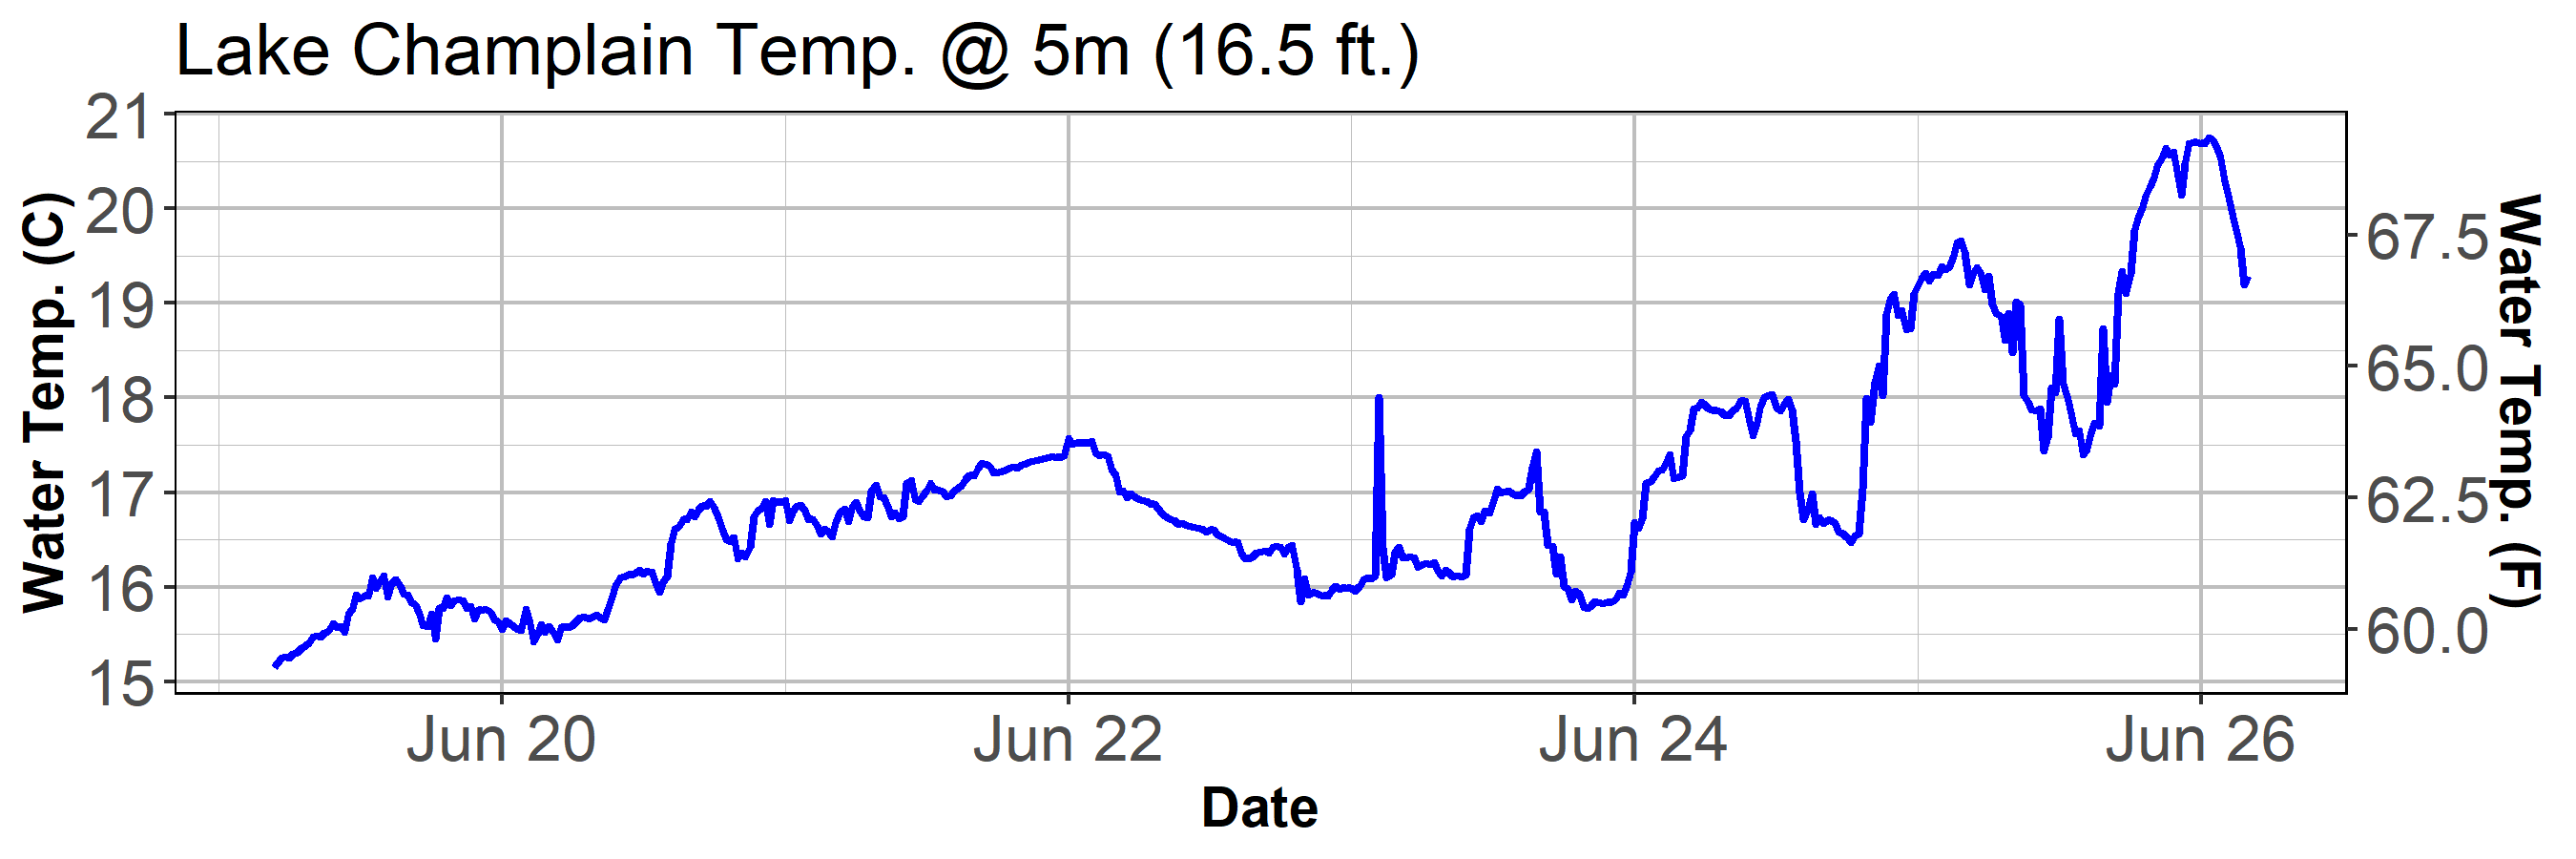 Lake Champlain Temp. @ 5m (16.5 ft.)
Water Temp. (C)
21
20
19
18
17
16
15
67.5
65.0
62.5
60.0
Water Temp. (F)
Jun 20 Jun 22 Jun 24 Jun 26
Date